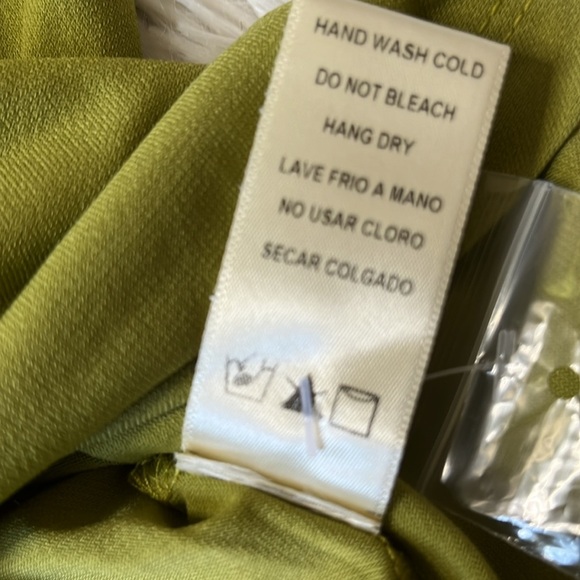 HAND WASH COLD
DO NOT BLEACH
HANG DRY
LAVE FRIO A MANO
NO USAR CLORO
SECAR COLGADO